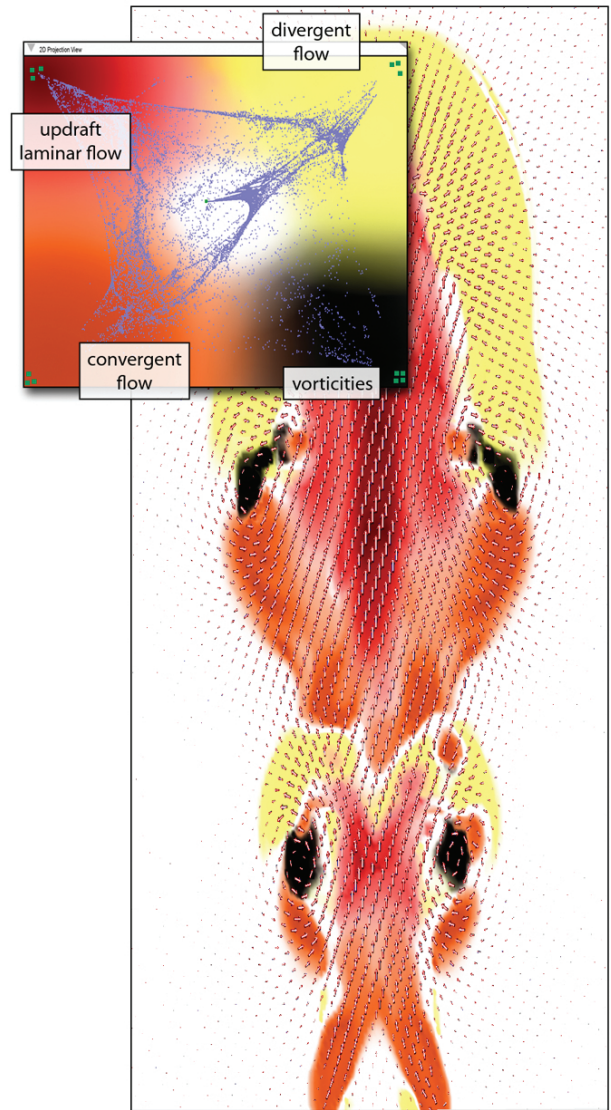 divergent
flow
2D Projection View
updraft
laminar flow
convergent
flow
vorticities